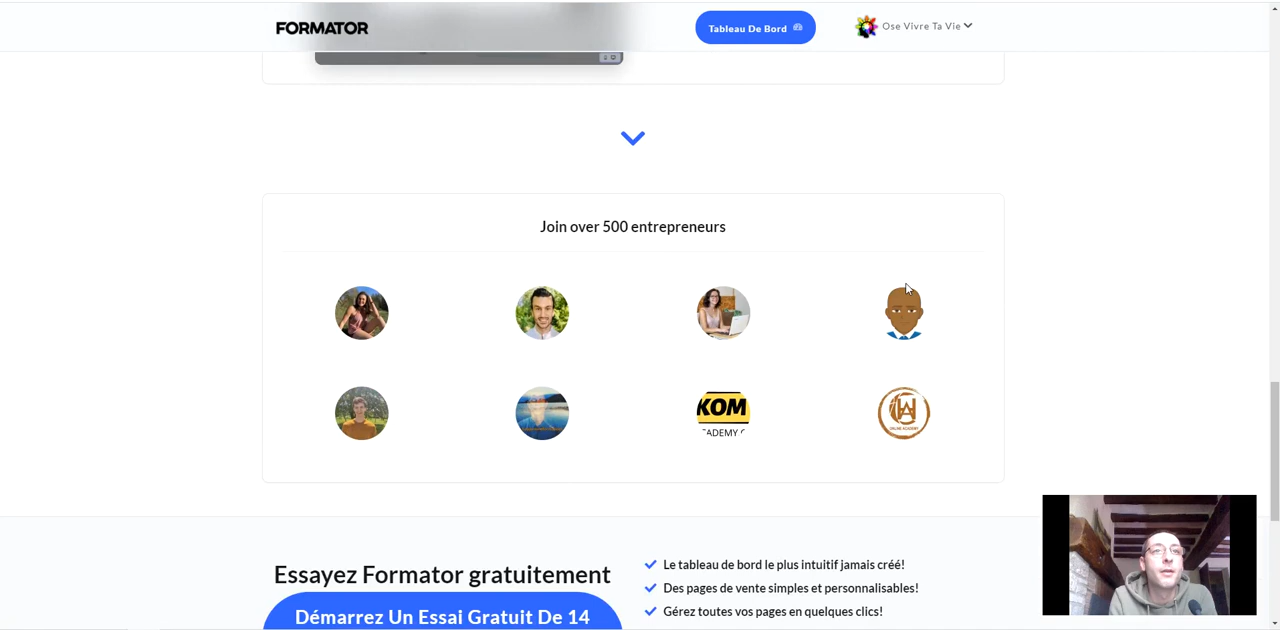 FORMATOR
Tableau De Bord
Ose Vivre Ta Vie
Join over 500 entrepreneurs
KOM
ONLINE ACADEMY
Essayez Formator gratuitement
Démarrez Un Essai Gratuit De 14
Le tableau de bord le plus intuitif jamais créé!
Des pages de vente simples et personnalisables!
Gérez toutes vos pages en quelques clics!